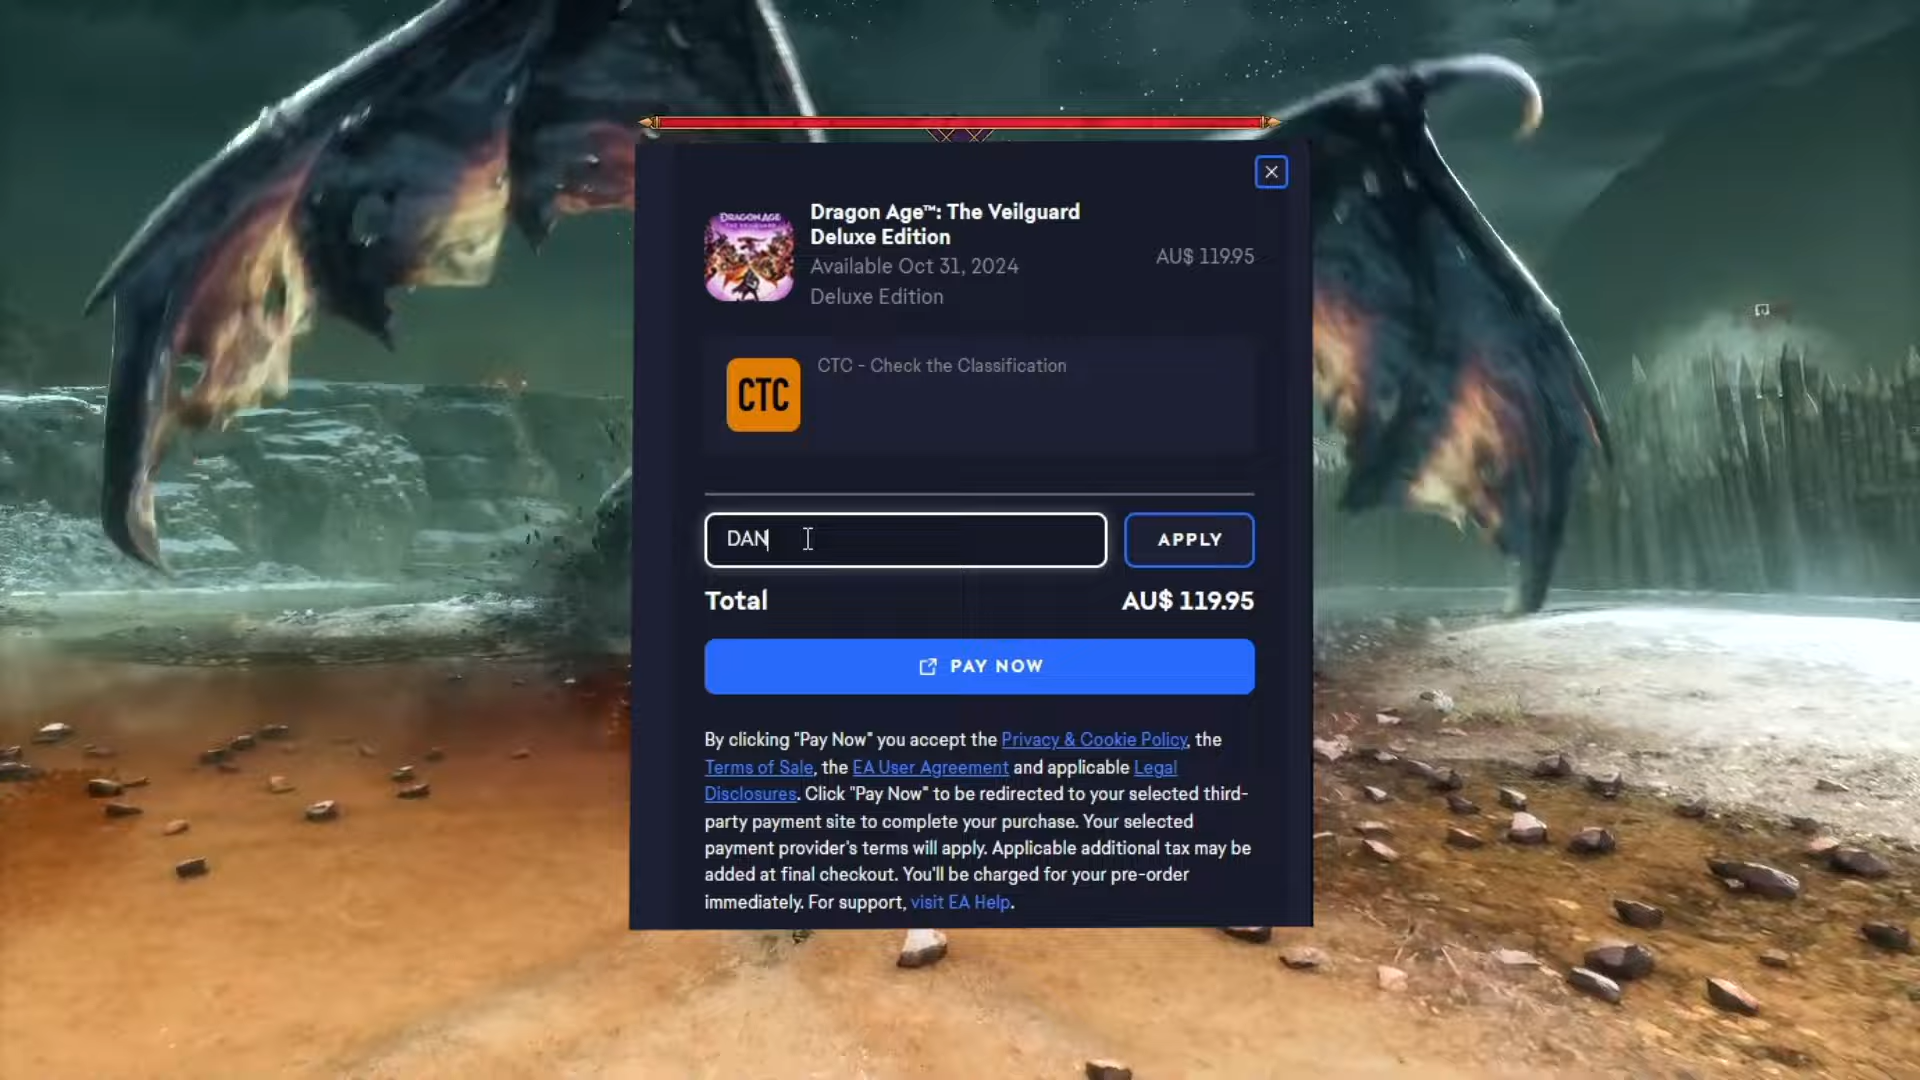 Dragon Age™: The Veilguard
Deluxe Edition
AU$ 119.95
Available Oct 31, 2024
Deluxe Edition
DRAGON AGE
THE VEILGUARD
CTC
CTC - Check the Classification
DAN
APPLY
Total
AU$ 119.95
PAY NOW
By clicking "Pay Now" you accept the Privacy & Cookie Policy, the
Terms of Sale, the EA User Agreement and applicable Legal
Disclosures. Click "Pay Now" to be redirected to your selected third-
party payment site to complete your purchase. Your selected
payment provider's terms will apply. Applicable additional tax may be
added at final checkout. You'll be charged for your pre-order
immediately. For support, visit EA Help.